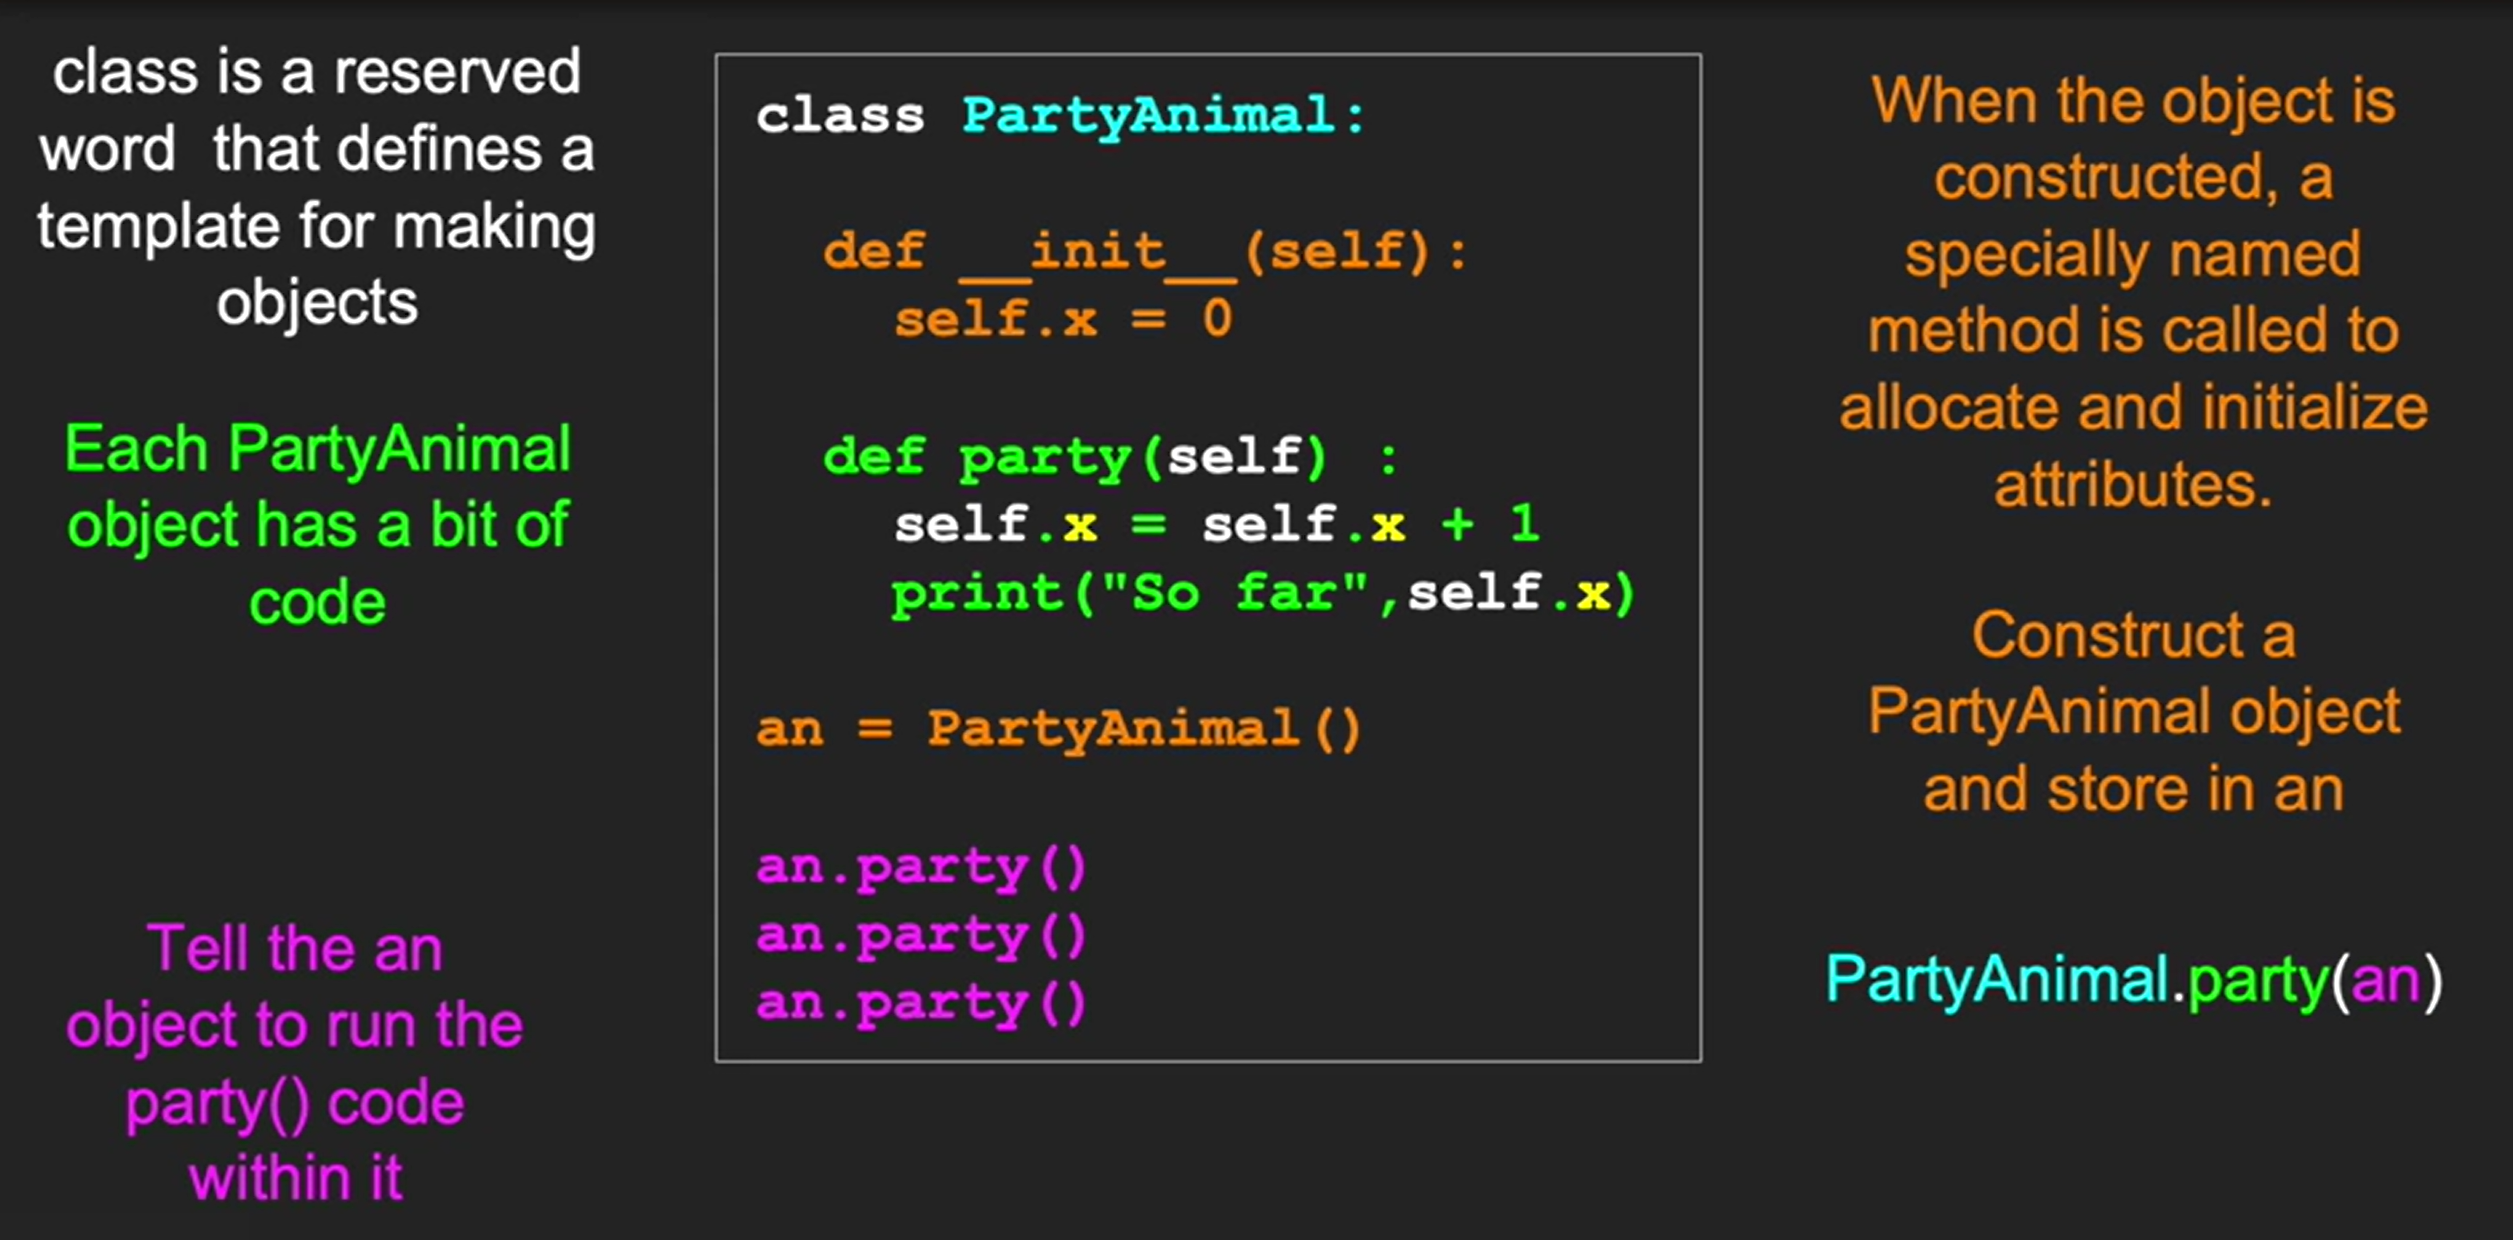 class is a reserved
word  that defines a
template for making
objects
Each PartyAnimal
object has a bit of
code
Tell the an
object to run the
party() code
within it
class PartyAnimal:
def __init__(self):
self.x = 0
def party(self) :
self.x = self.x + 1
print("So far",self.x)
an = PartyAnimal()
an.party()
an.party()
an.party()
When the object is
constructed, a
specially named
method is called to
allocate and initialize
attributes.
Construct a
PartyAnimal object
and store in an
PartyAnimal.party(an)